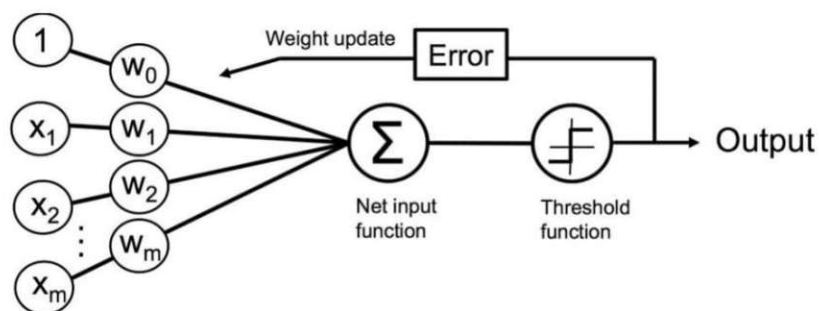 1
w₀
Weight update
Error
x₁
w₁
Σ
Output
x₂
w₂
Net input
function
Threshold
function
⋮
wₘ
xₘ